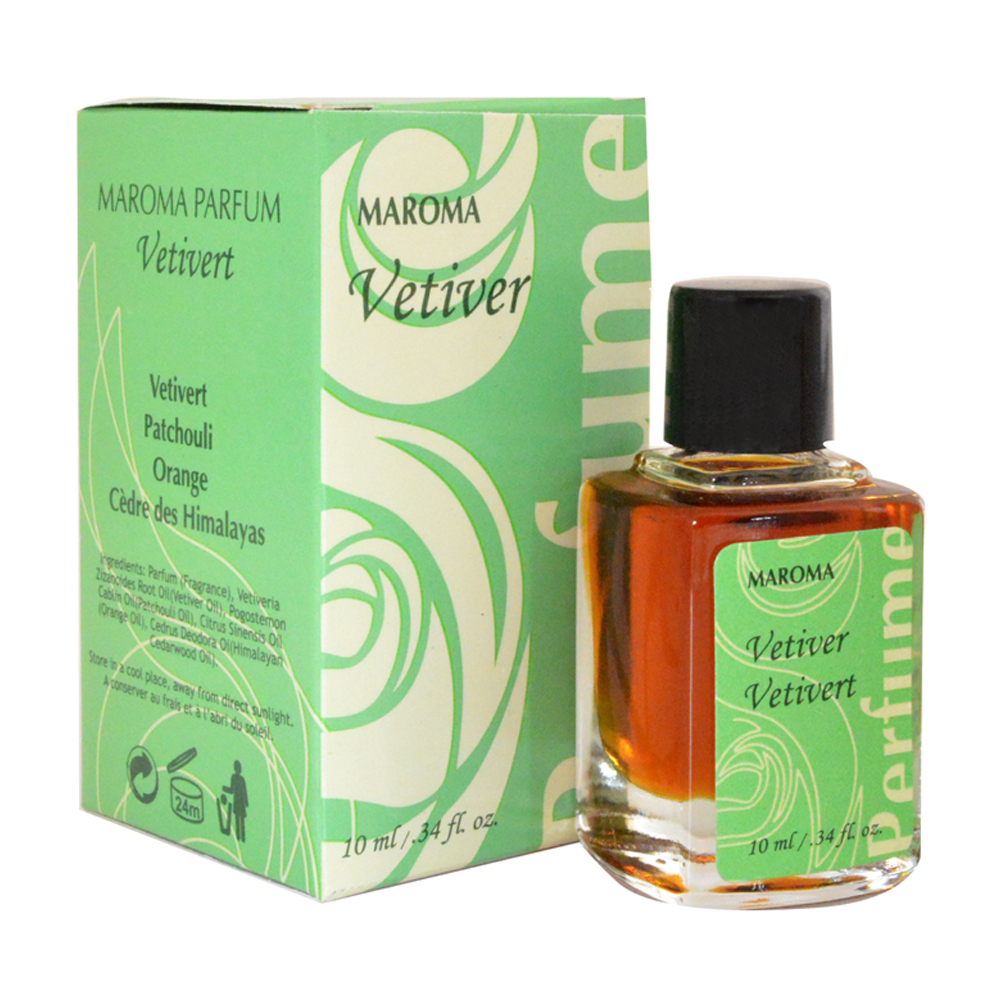 MAROMA PARFUM
Vetivert
Vetivert
Patchouli
Orange
Cèdre des Himalayas
Ingredients: Parfum (Fragrance), Vetiveria
Zizanoides Root Oil(Vetiver Oil), Pogostemon
Cablin Oil(Patchouli Oil), Citrus Sinensis Oil
(Orange Oil), Cedrus Deodora Oil(Himalayan
Cedarwood Oil).
Store in a cool place, away from direct sunlight.
A conserver au frais et à l'abri du soleil.
24m
MAROMA
Vetiver
10 ml /.34 fl. oz.
Perfume
MAROMA
Vetiver
Vetivert
10 ml /.34 fl. oz.
Perfume